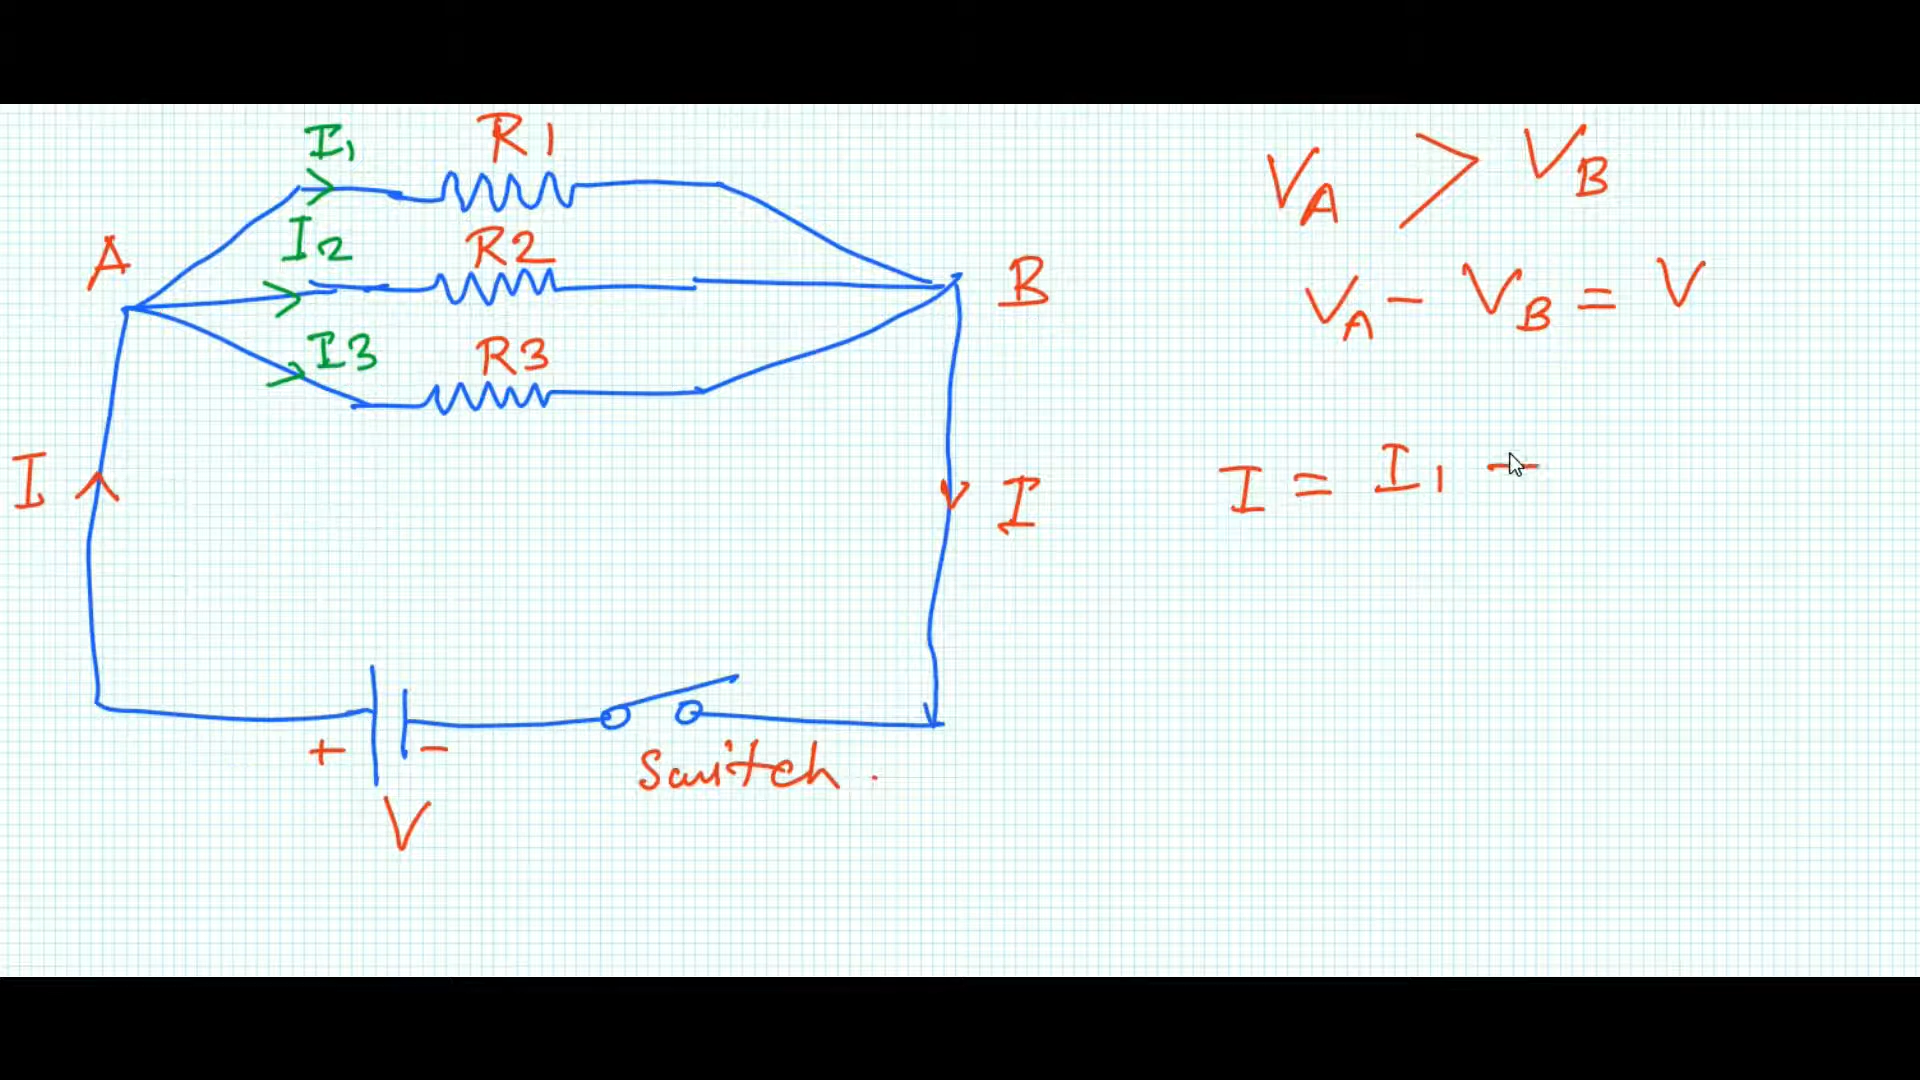 I1
R1
I2
R2
A
B
I3
R3
I
I
+ -
V
Switch.
VA > VB
VA - VB = V
I = I1 -